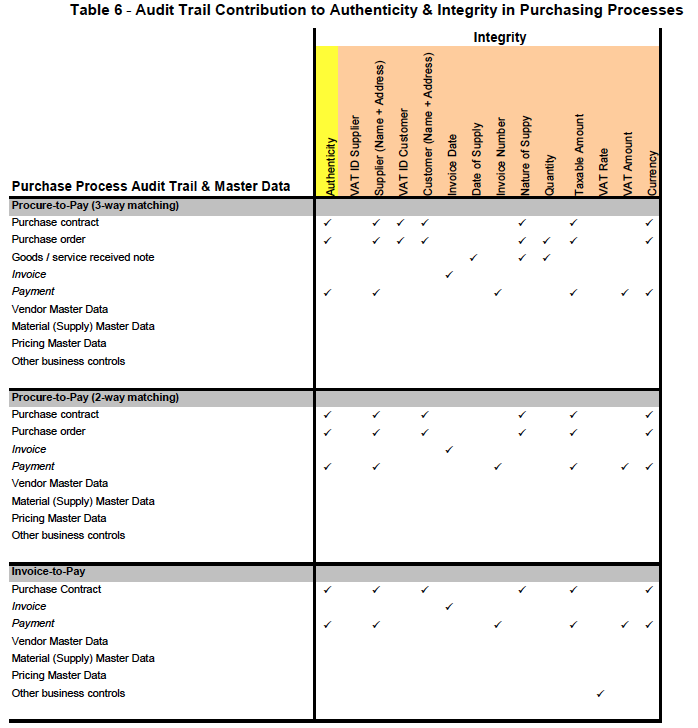 Table 6 - Audit Trail Contribution to Authenticity & Integrity in Purchasing Processes
Integrity
Purchase Process Audit Trail & Master Data
Authenticity
VAT ID Supplier
Supplier (Name + Address)
VAT ID Customer
Customer (Name + Address)
Invoice Date
Date of Supply
Invoice Number
Nature of Suppy
Quantity
Taxable Amount
VAT Rate
VAT Amount
Currency
Procure-to-Pay (3-way matching)
Purchase contract ✓ ✓ ✓ ✓ ✓ ✓ ✓
Purchase order ✓ ✓ ✓ ✓ ✓ ✓ ✓ ✓
Goods / service received note ✓ ✓ ✓
Invoice ✓
Payment ✓ ✓ ✓ ✓ ✓ ✓
Vendor Master Data
Material (Supply) Master Data
Pricing Master Data
Other business controls
Procure-to-Pay (2-way matching)
Purchase contract ✓ ✓ ✓ ✓ ✓ ✓
Purchase order ✓ ✓ ✓ ✓ ✓ ✓
Invoice ✓
Payment ✓ ✓ ✓ ✓ ✓ ✓
Vendor Master Data
Material (Supply) Master Data
Pricing Master Data
Other business controls
Invoice-to-Pay
Purchase Contract ✓ ✓ ✓ ✓ ✓ ✓
Invoice ✓
Payment ✓ ✓ ✓ ✓ ✓ ✓
Vendor Master Data
Material (Supply) Master Data
Pricing Master Data
Other business controls ✓